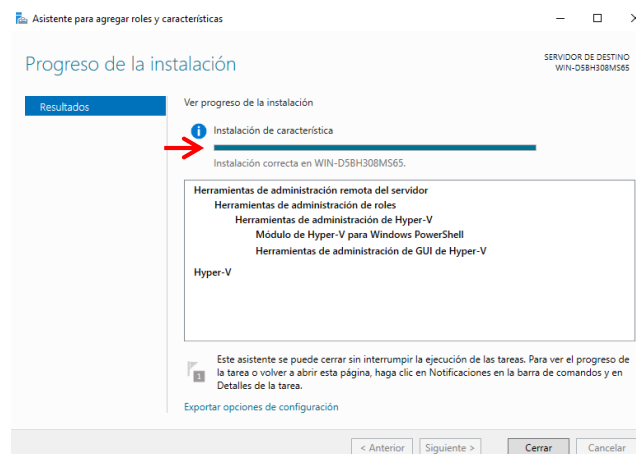 Asistente para agregar roles y características
Progreso de la instalación
SERVIDOR DE DESTINO
WIN-D5BH308MS65
Resultados
Ver progreso de la instalación
Instalación de característica
Instalación correcta en WIN-D5BH308MS65.
Herramientas de administración remota del servidor
Herramientas de administración de roles
Herramientas de administración de Hyper-V
Módulo de Hyper-V para Windows PowerShell
Herramientas de administración de GUI de Hyper-V
Hyper-V
1
Este asistente se puede cerrar sin interrumpir la ejecución de las tareas. Para ver el progreso de
la tarea o volver a abrir esta página, haga clic en Notificaciones en la barra de comandos y en
Detalles de la tarea.
Exportar opciones de configuración
< Anterior Siguiente > Cerrar Cancelar